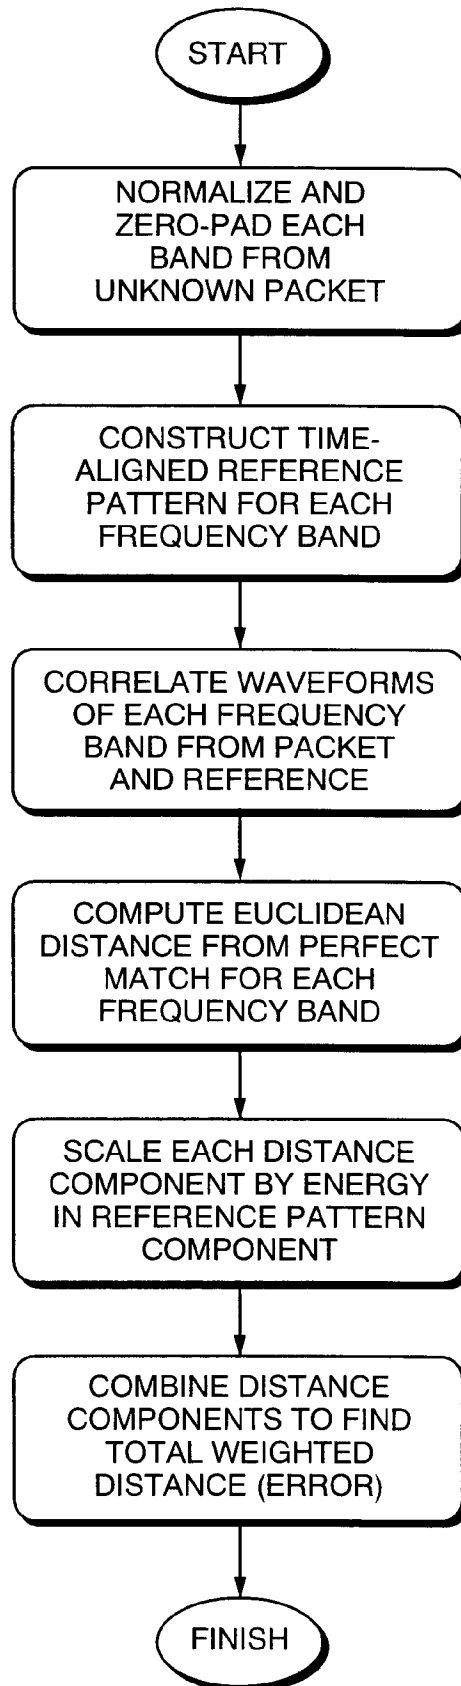 START
NORMALIZE AND
ZERO-PAD EACH
BAND FROM
UNKNOWN PACKET
CONSTRUCT TIME-
ALIGNED REFERENCE
PATTERN FOR EACH
FREQUENCY BAND
CORRELATE WAVEFORMS
OF EACH FREQUENCY
BAND FROM PACKET
AND REFERENCE
COMPUTE EUCLIDEAN
DISTANCE FROM PERFECT
MATCH FOR EACH
FREQUENCY BAND
SCALE EACH DISTANCE
COMPONENT BY ENERGY
IN REFERENCE PATTERN
COMPONENT
COMBINE DISTANCE
COMPONENTS TO FIND
TOTAL WEIGHTED
DISTANCE (ERROR)
FINISH